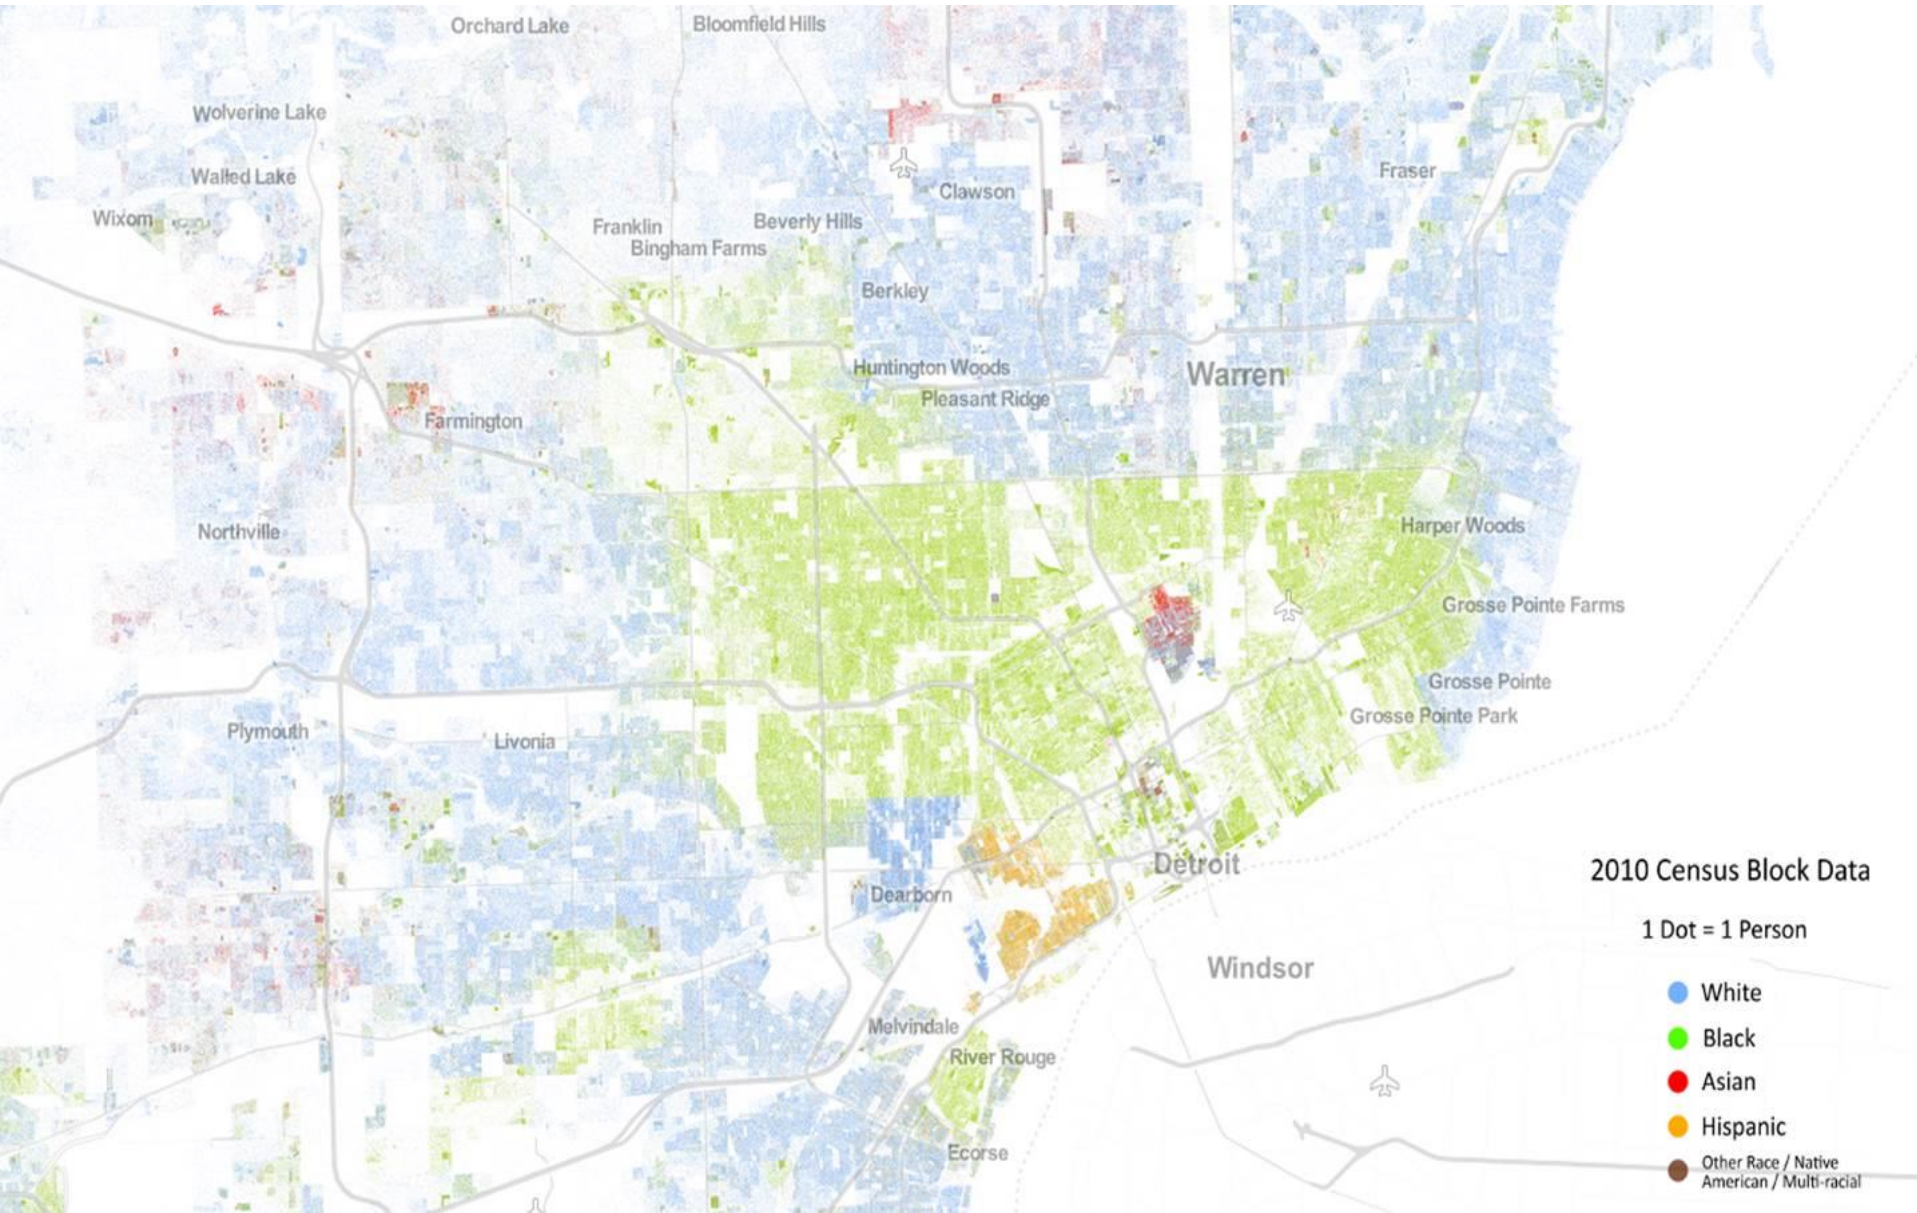 Orchard Lake
Bloomfield Hills
Wolverine Lake
Walled Lake
Fraser
Clawson
Wixom
Franklin
Beverly Hills
Bingham Farms
Berkley
Huntington Woods
Warren
Pleasant Ridge
Farmington
Northville
Harper Woods
Grosse Pointe Farms
Grosse Pointe
Grosse Pointe Park
Plymouth
Livonia
Detroit
Dearborn
Windsor
Melvindale
River Rouge
Ecorse
2010 Census Block Data
1 Dot = 1 Person
White
Black
Asian
Hispanic
Other Race / Native
American / Multi-racial